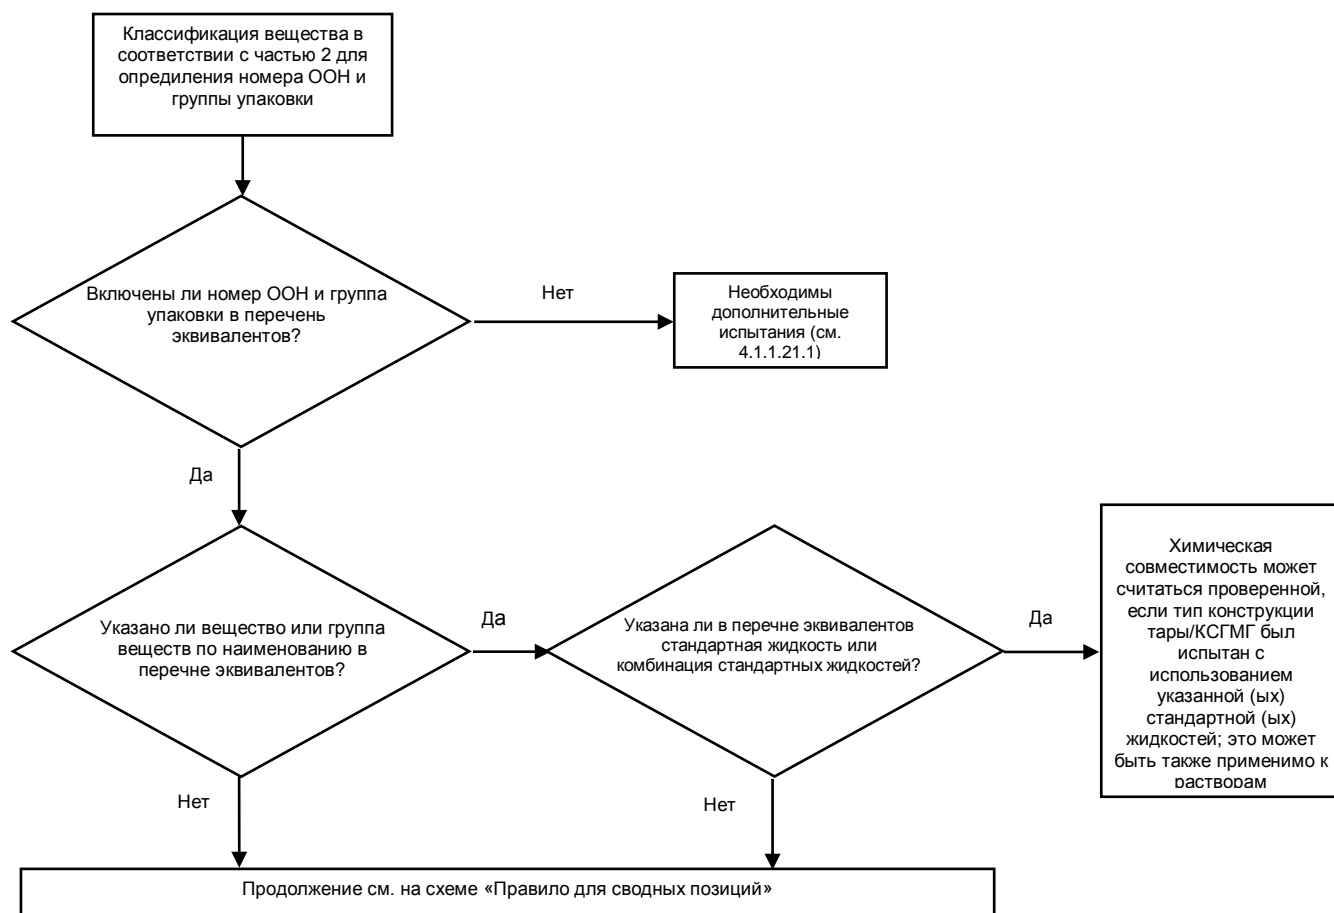 Классификация вещества в
соответствии с частью 2 для
опредиления номера ООН и
группы упаковки
Включены ли номер ООН и группа
упаковки в перечень
эквивалентов?
Нет
Необходимы
дополнительные
испытания (см.
4.1.1.21.1)
Да
Указано ли вещество или группа
веществ по наименованию в
перечне эквивалентов?
Да
Указана ли в перечне эквивалентов
стандартная жидкость или
комбинация стандартных жидкостей?
Да
Химическая
совместимость может
считаться проверенной,
если тип конструкции
тары/КСГМГ был
испытан с
использованием
указанной (ых)
стандартной (ых)
жидкостей; это может
быть также применимо к
растворам
Нет
Нет
Продолжение см. на схеме «Правило для сводных позиций»